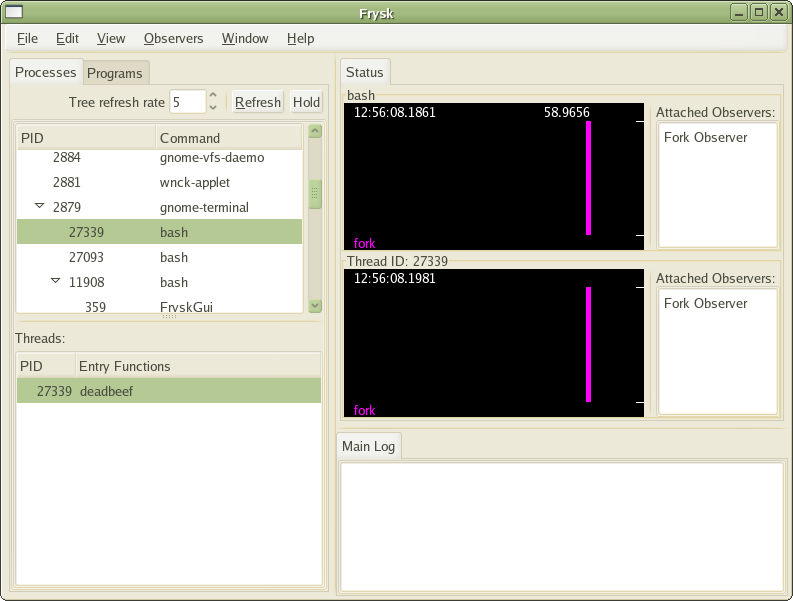 Frysk
File Edit View Observers Window Help
Processes Programs
Tree refresh rate 5 Refresh Hold
PID Command
2884 gnome-vfs-daemo
2881 wnck-applet
2879 gnome-terminal
27339 bash
27093 bash
11908 bash
359 FryskGui
Threads:
PID Entry Functions
27339 deadbeef
Status
bash
12:56:08.1861 58.9656
fork
Attached Observers:
Fork Observer
Thread ID: 27339
12:56:08.1981
fork
Attached Observers:
Fork Observer
Main Log